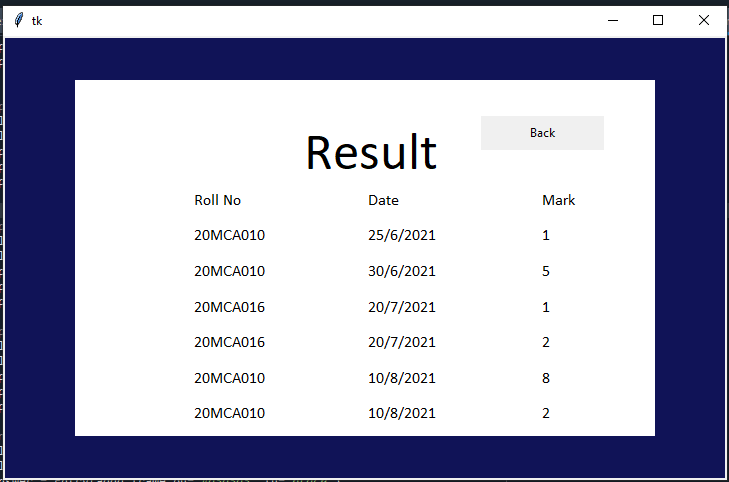 tk
Back
Result
Roll No Date Mark
20MCA010 25/6/2021 1
20MCA010 30/6/2021 5
20MCA016 20/7/2021 1
20MCA016 20/7/2021 2
20MCA010 10/8/2021 8
20MCA010 10/8/2021 2